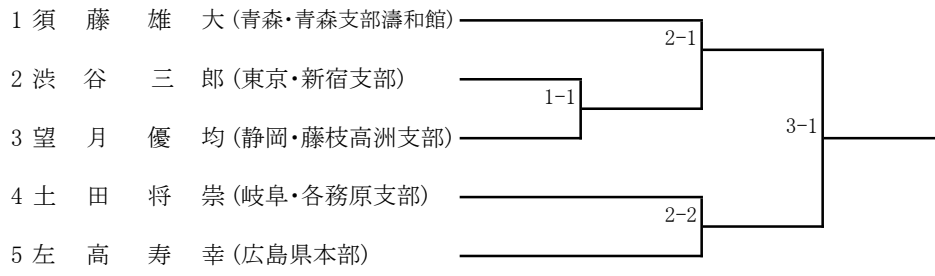 1 須 藤 雄 大 (青森・青森支部濤和館)
2-1
2 渋 谷 三 郎 (東京・新宿支部)
1-1
3 望 月 優 均 (静岡・藤枝高洲支部)
3-1
4 土 田 将 崇 (岐阜・各務原支部)
2-2
5 左 高 寿 幸 (広島県本部)